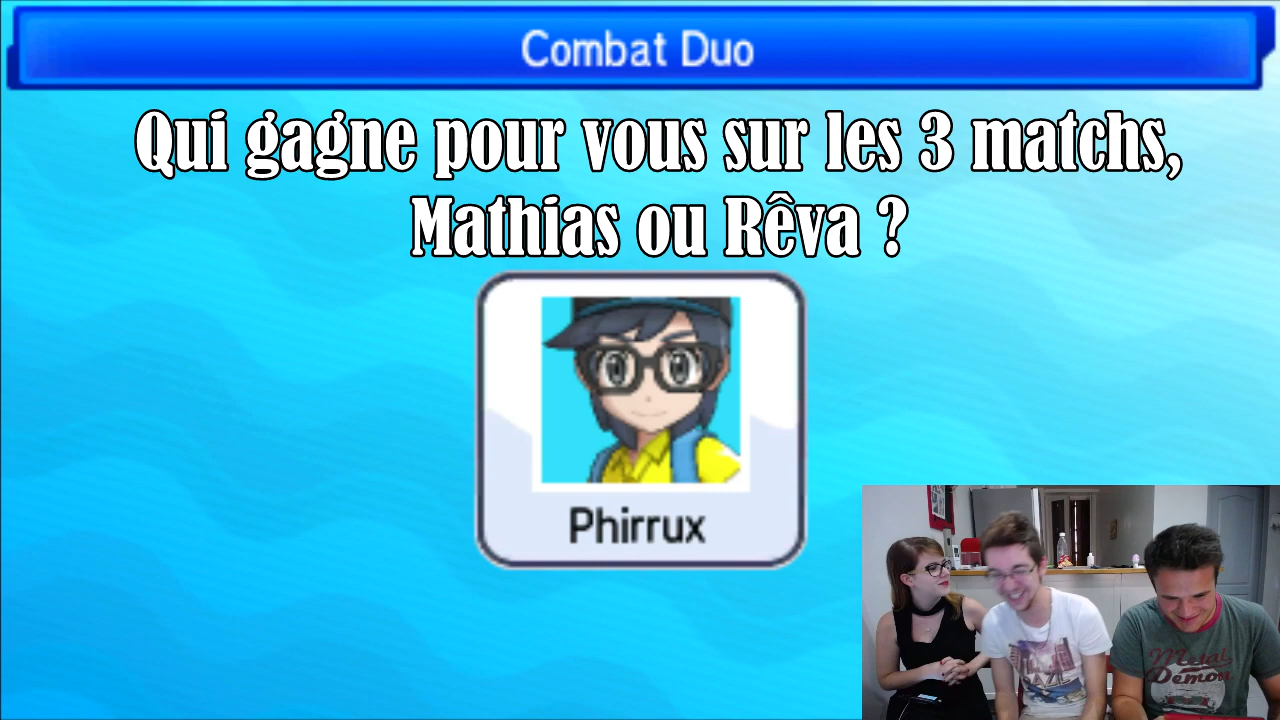 Combat Duo
Qui gagne pour vous sur les 3 matchs,
Mathias ou Rêva ?
Phirrux
Metal
Demon